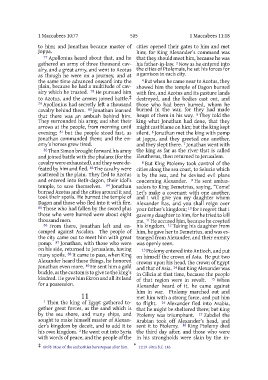 1 Maccabees 10:77
505
1 Maccabees 11:18
to him; and Jonathan became master of
Joppa.
77 Apollonius heard about that, and he
gathered an army of three thousand cav-
alry, and a great army, and went to Azotus
as though he were on a journey, and at
the same time advanced onward into the
plain, because he had a multitude of cav-
alry which he trusted. 78 He pursued him
to Azotus, and the armies joined battle.
79 Apollonius had secretly left a thousand
cavalry behind them. 80 Jonathan learned
that there was an ambush behind him.
They surrounded his army, and shot their
arrows at the people, from morning until
evening; 81 but the people stood fast, as
Jonathan commanded them; and the en-
emy's horses grew tired.
82 Then Simon brought forward his army
and joined battle with the phalanx (for the
cavalry were exhausted), and they were de-
feated by him and fled. 83 The cavalry were
scattered in the plain. They fled to Azotus
and entered into Beth-dagon, their idol's
temple, to save themselves. 84 Jonathan
burned Azotus and the cities around it and
took their spoils. He burned the temple of
Dagon and those who fled into it with fire.
85 Those who had fallen by the sword plus
those who were burned were about eight
thousand men.
86 From there, Jonathan left and en-
camped against Ascalon. The people of
the city came out to meet him with great
pomp. 87 Jonathan, with those who were
on his side, returned to Jerusalem, having
many spoils. 88 It came to pass, when King
Alexander heard these things, he honored
Jonathan even more. 89 He sent him a gold
buckle, as the custom is to give to the king's
kindred. He gave him Ekron and all its land
for a possession.
11
1 Then the king of Egypt gathered to-
gether great forces, as the sand which is
by the sea shore, and many ships, and
sought to make himself master of Alexan-
der's kingdom by deceit, and to add it to
his own kingdom. 2 He went out into Syria
with words of peace, and the people of the
cities opened their gates to him and met
him; for King Alexander's command was
that they should meet him, because he was
his father-in-law. 3 Now as he entered into
the cities of Ptolemais, he set his forces for
a garrison in each city.
4 But when he came near to Azotus, they
showed him the temple of Dagon burned
with fire, and Azotus and its pasture lands
destroyed, and the bodies cast out, and
those who had been burned, whom he
burned in the war, for they had made
heaps of them in his way. 5 They told the
king what Jonathan had done, that they
might cast blame on him; but the king kept
silent. 6 Jonathan met the king with pomp
at Joppa, and they greeted one another,
and they slept there. 7 Jonathan went with
the king as far as the river that is called
Eleutherus, then returned to Jerusalem.
8 But King Ptolemy took control of the
cities along the sea coast, to Seleucia which
is by the sea, and he devised evil plans
concerning Alexander. 9 He sent ambas-
sadors to King Demetrius, saying, "Come!
Let's make a covenant with one another,
and I will give you my daughter whom
Alexander has, and you shall reign over
your father's kingdom; 10 for I regret that I
gave my daughter to him, for he tried to kill
me. 11 He accused him, because he coveted
his kingdom. 12 Taking his daughter from
him, he gave her to Demetrius, and was es-
tranged from Alexander, and their enmity
was openly seen.
13 Ptolemy entered into Antioch, and put
on himself the crown of Asia. He put two
crowns upon his head, the crown of Egypt
and that of Asia. 14 But King Alexander was
in Cilicia at that time, because the people
of that region were in revolt. 15 When
Alexander heard of it, he came against
him in war. Ptolemy marched out and
met him with a strong force, and put him
to flight. 16 Alexander fled into Arabia,
that he might be sheltered there; but King
Ptolemy was triumphant. 17 Zabdiel the
Arabian took off Alexander's head, and
sent it to Ptolemy. 18 King Ptolemy died
the third day after, and those who were
in his strongholds were slain by the in-